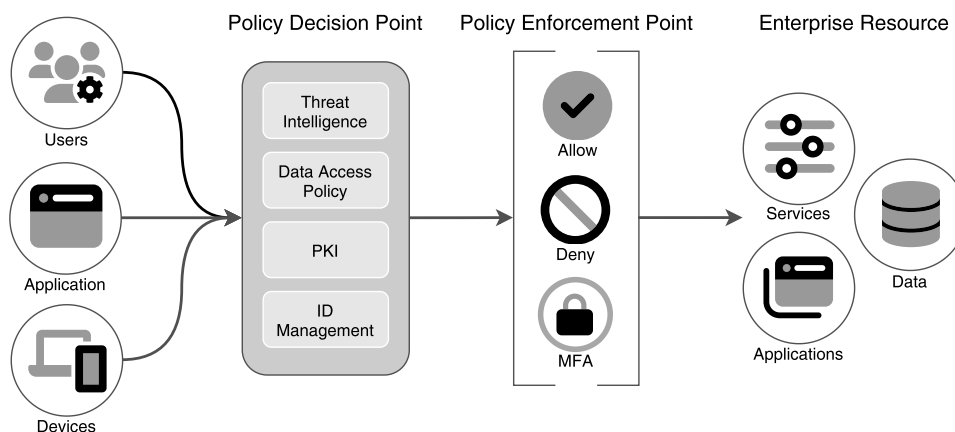 Policy Decision Point
Policy Enforcement Point
Enterprise Resource
Users
Application
Devices
Threat
Intelligence
Data Access
Policy
PKI
ID
Management
Allow
Deny
MFA
Services
Data
Applications